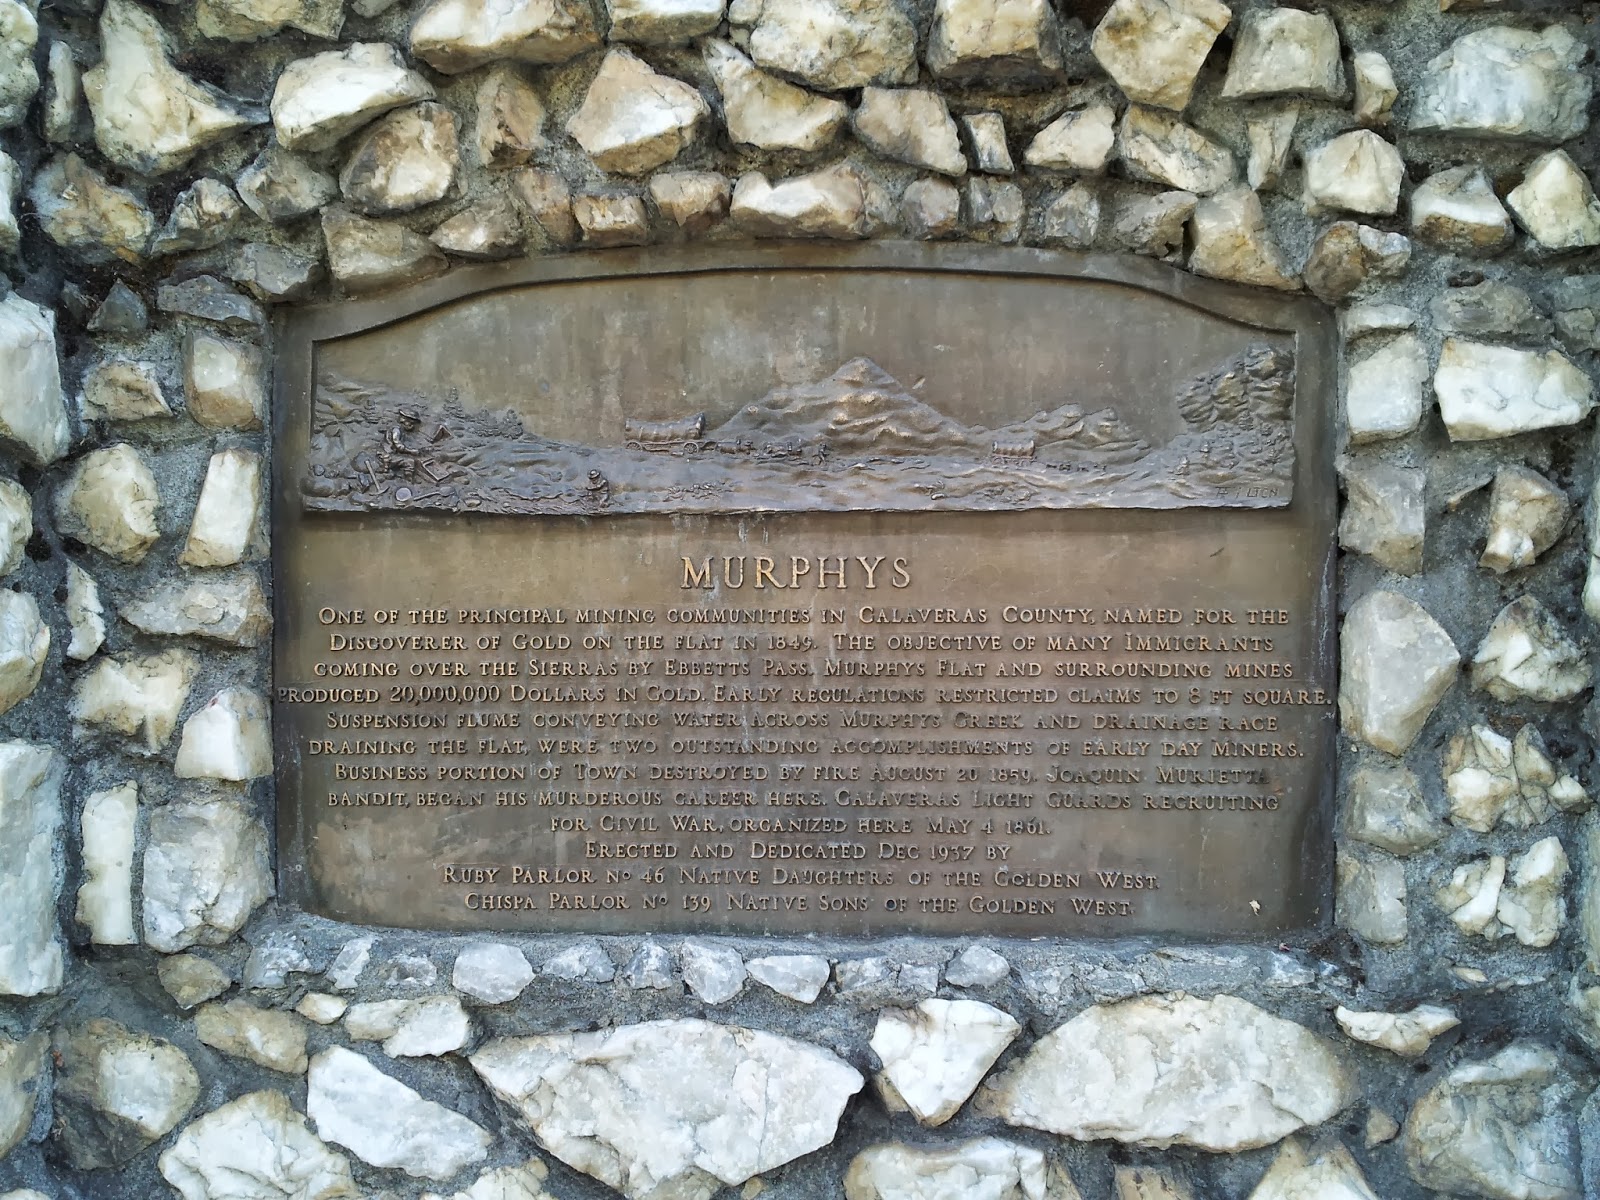 MURPHYS
ONE OF THE PRINCIPAL MINING COMMUNITIES IN CALAVERAS COUNTY, NAMED FOR THE
DISCOVERER OF GOLD ON THE FLAT IN 1849. THE OBJECTIVE OF MANY IMMIGRANTS
COMING OVER THE SIERRAS BY EBBETTS PASS. MURPHYS FLAT AND SURROUNDING MINES
PRODUCED 20,000,000 DOLLARS IN GOLD. EARLY REGULATIONS RESTRICTED CLAIMS TO 8 FT SQUARE.
SUSPENSION FLUME CONVEYING WATER ACROSS MURPHYS CREEK AND DRAINAGE RACE
DRAINING THE FLAT, WERE TWO OUTSTANDING ACCOMPLISHMENTS OF EARLY DAY MINERS.
BUSINESS PORTION OF TOWN DESTROYED BY FIRE AUGUST 20, 1859. JOAQUIN MURIETTA
BANDIT, BEGAN HIS MURDEROUS CAREER HERE. CALAVERAS LIGHT GUARDS RECRUITING
FOR CIVIL WAR, ORGANIZED HERE MAY 4 1861.
ERECTED AND DEDICATED DEC 1937 BY
RUBY PARLOR Nº 46 NATIVE DAUGHTERS OF THE GOLDEN WEST.
CHISPA PARLOR Nº 139 NATIVE SONS OF THE GOLDEN WEST.